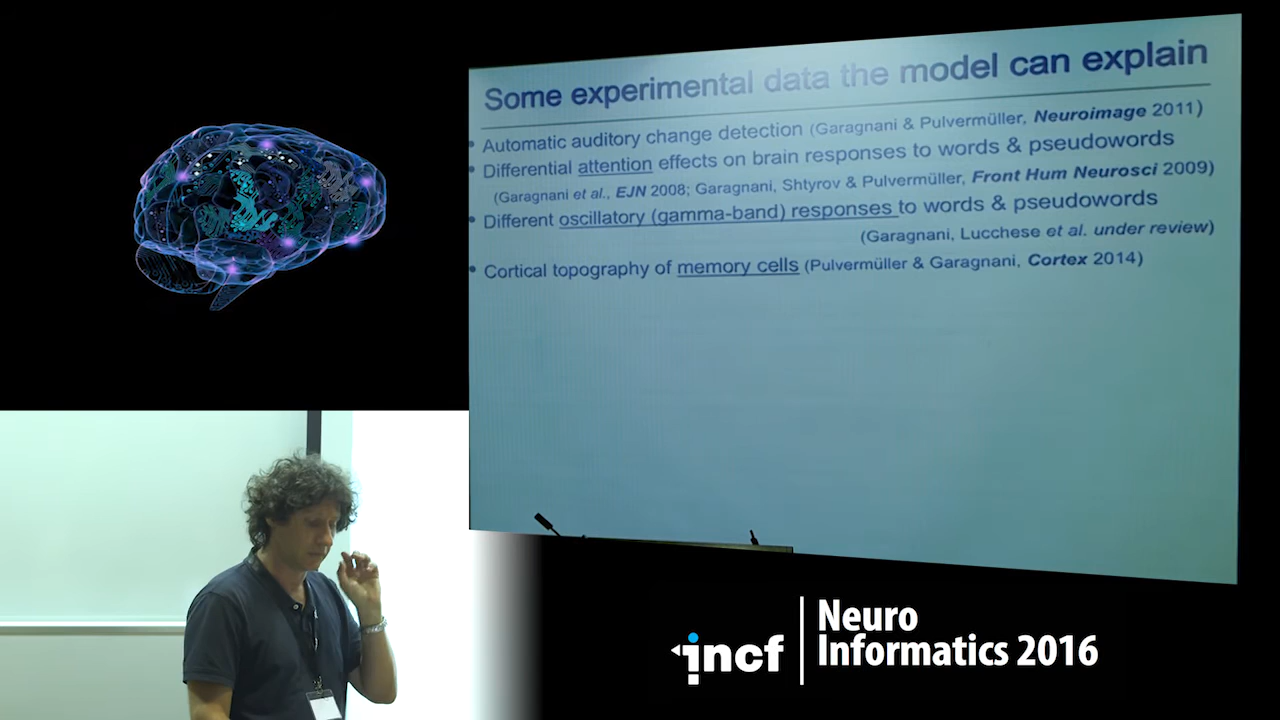 Some experimental data the model can explain
• Automatic auditory change detection (Garagnani & Pulvermüller, Neuroimage 2011)
• Differential attention effects on brain responses to words & pseudowords
(Garagnani et al., EJN 2008; Garagnani, Shtyrov & Pulvermüller, Front Hum Neurosci 2009)
• Different oscillatory (gamma-band) responses to words & pseudowords
(Garagnani, Lucchese et al. under review)
• Cortical topography of memory cells (Pulvermüller & Garagnani, Cortex 2014)
incf
Neuro
Informatics 2016